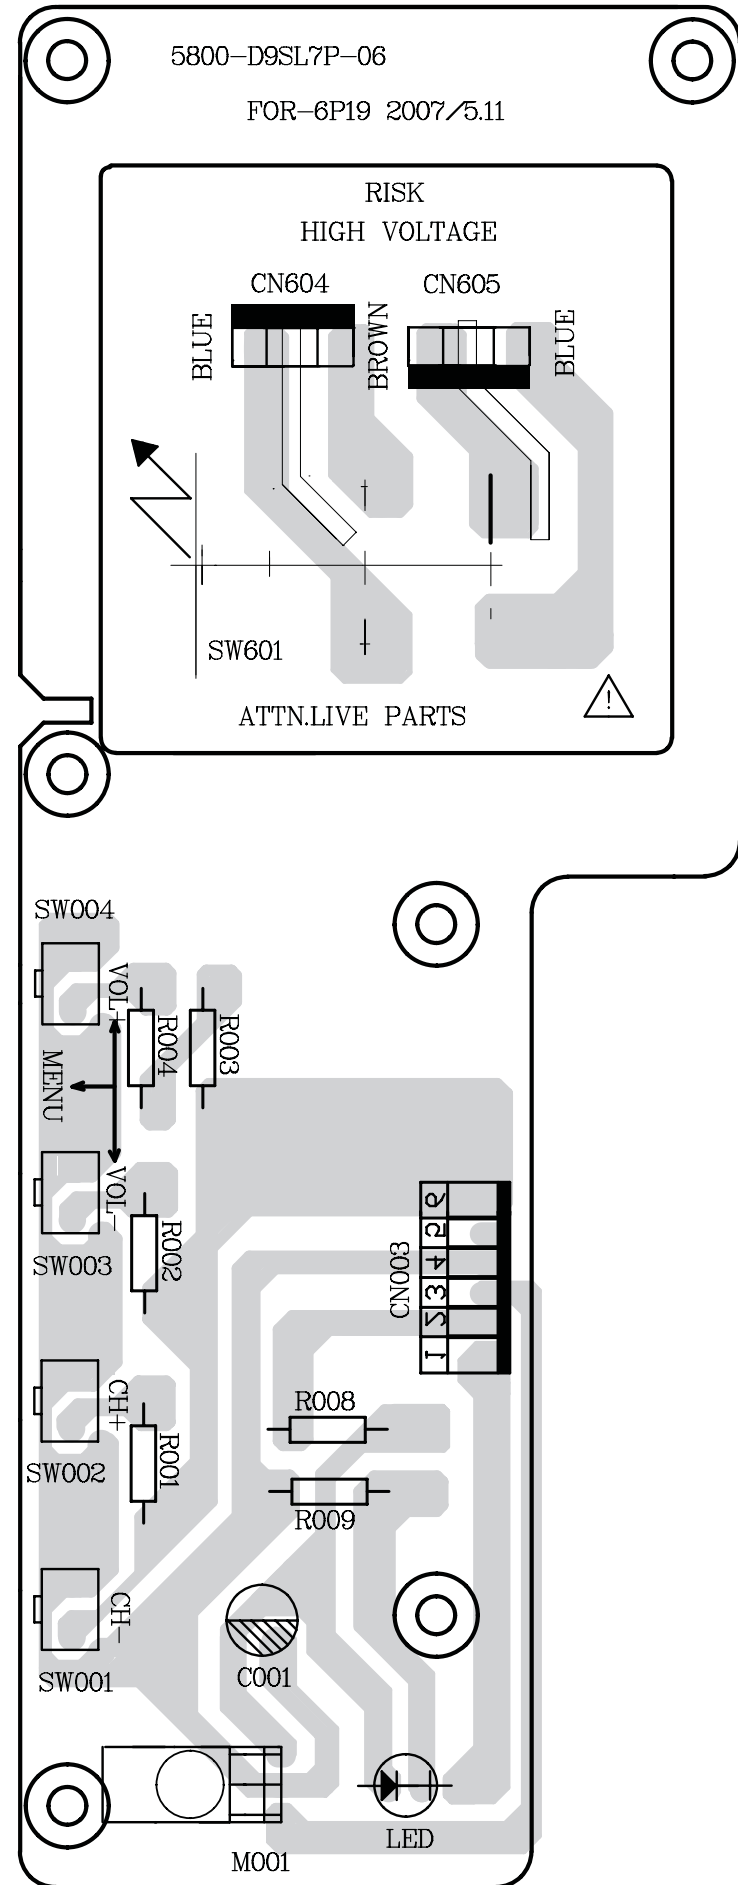 5800-D9SL7P-06
FOR-6P19 2007/5.11
RISK
HIGH VOLTAGE
CN604
CN605
BLUE
BROWN
BLUE
SW601
ATTN.LIVE PARTS
!
SW004
VOL+
R004
R003
MENU
VOL-
SW003
R002
CN003
6
5
4
3
2
1
CH+
SW002
R001
R008
R009
CH-
SW001
C001
LED
M001